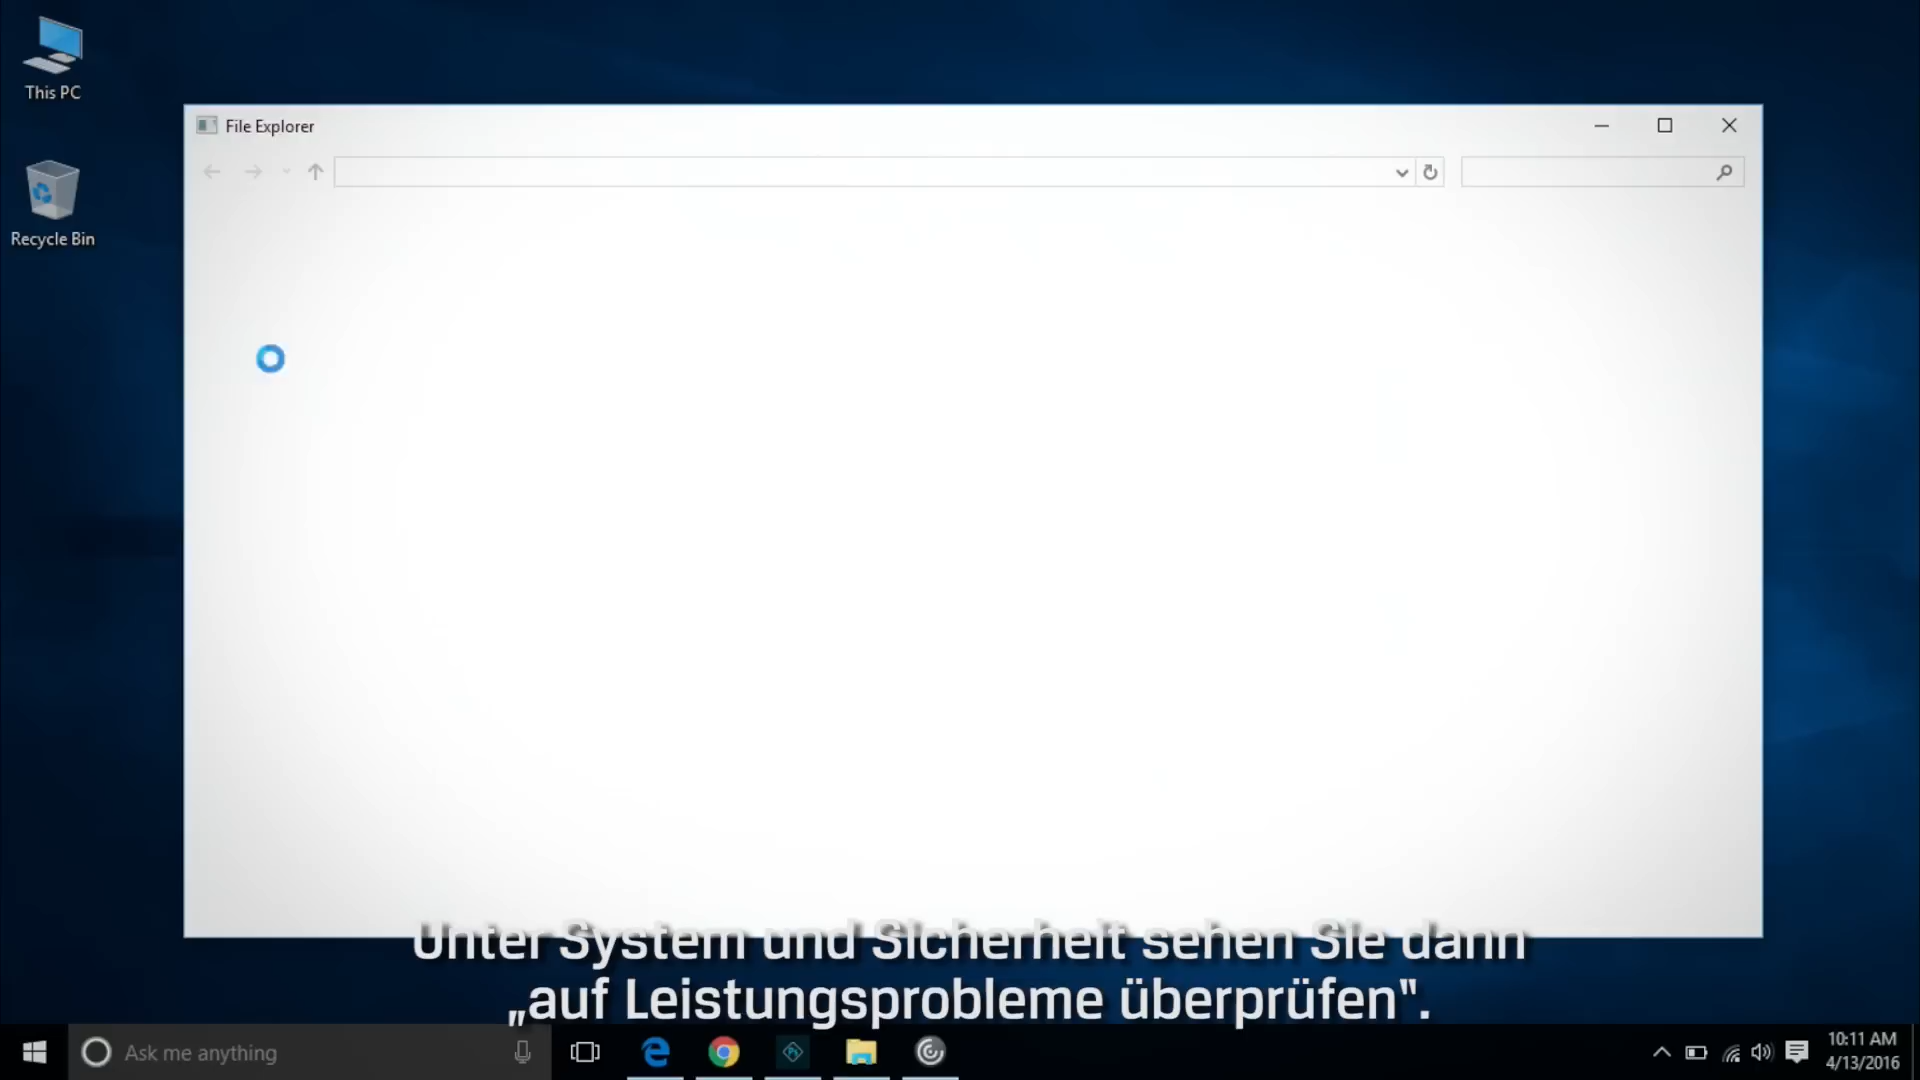 This PC
File Explorer
Recycle Bin
Unter System und Sicherheit sehen Sie dann
„auf Leistungsprobleme überprüfen".
Ask me anything
10:11 AM
4/13/2016